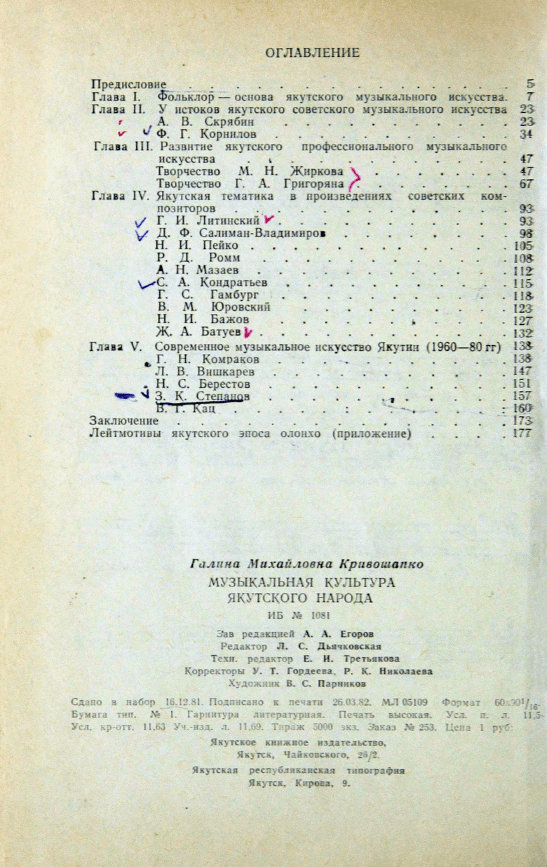 ОГЛАВЛЕНИЕ
Предисловие . . . . . . . . . . . . 5
Глава I. Фольклор — основа якутского музыкального искусства. 7
Глава II. У истоков якутского советского музыкального искусства 23
А. В. Скрябин . . . . . . . . . . 23
Ф. Г. Корнилов . . . . . . . . . . 34
Глава III. Развитие якутского профессионального музыкального
искусства . . . . . . . . . . . 47
Творчество М. Н. Жиркова . . . . . . 47
Творчество Г. А. Григоряна . . . . . . 67
Глава IV. Якутская тематика в произведениях советских ком-
позиторов . . . . . . . . . . . 93
Г. И. Литинский . . . . . . . . . 93
Д. Ф. Салиман-Владимиров . . . . . . . 98
Н. И. Пейко . . . . . . . . . . 105
Р. Д. Ромм . . . . . . . . . . 108
А. Н. Мазаев . . . . . . . . . . 112
С. А. Кондратьев . . . . . . . . . 115
Г. С. Гамбург . . . . . . . . . . 118
В. М. Юровский . . . . . . . . . 123
Н. И. Бажов . . . . . . . . . . 127
Ж. А. Батуев . . . . . . . . . . 132
Глава V. Современное музыкальное искусство Якутии (1960—80 гг) 138
Г. Н. Комраков . . . . . . . . . 138
Л. В. Вишкарев . . . . . . . . . 147
Н. С. Берестов . . . . . . . . . 151
З. К. Степанов . . . . . . . . . 157
В. Г. Кац . . . . . . . . . . 160
Заключение . . . . . . . . . . . . 173
Лейтмотивы якутского эпоса олонхо (приложение) . . . . 177
Галина Михайловна Кривошапко
МУЗЫКАЛЬНАЯ КУЛЬТУРА
ЯКУТСКОГО НАРОДА
ИБ № 1081
Зав редакцией А. А. Егоров
Редактор Л. С. Дьячковская
Техн. редактор Е. И. Третьякова
Корректоры У. Т. Гордеева, Р. К. Николаева
Художник В. С. Парников
Сдано в набор 16.12.81. Подписано к печати 26.03.82. МЛ 05109 Формат 60х90¹/₁₆.
Бумага тип. № 1. Гарнитура литературная. Печать высокая. Усл. п. л. 11,5
Усл. кр-отт. 11,63 Уч.-изд. л. 11.69. Тираж 5000 экз. Заказ № 253. Цена 1 руб.
Якутское книжное издательство,
Якутск, Чайковского, 26/2.
Якутская республиканская типография
Якутск, Кирова, 9.